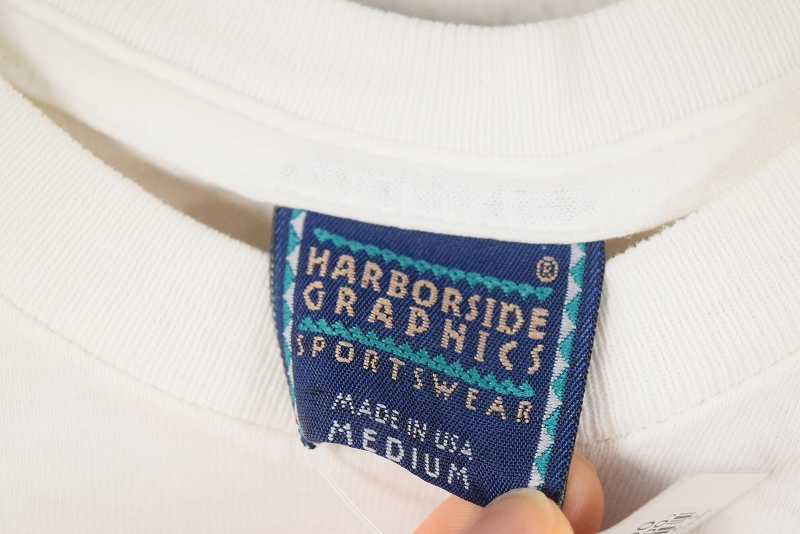 HARBORSIDE ®
GRAPHICS
SPORTSWEAR
MADE IN USA
MEDIUM